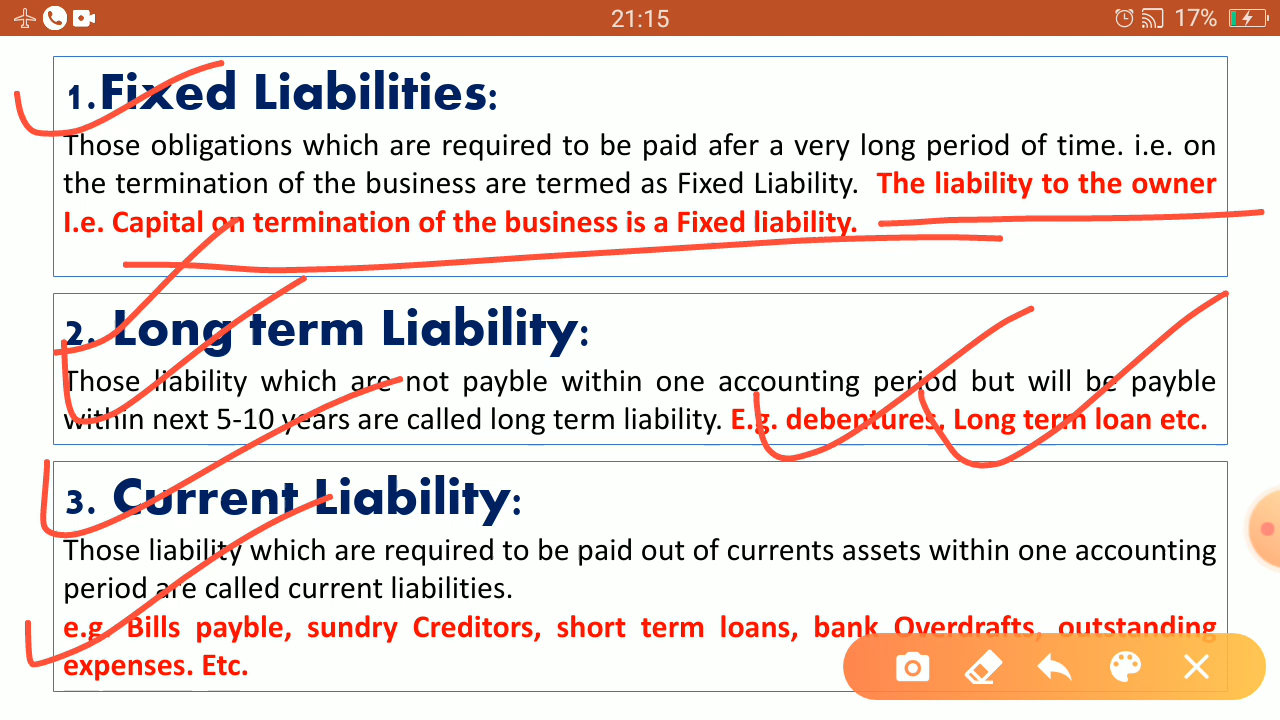 21:15
17%
1.Fixed Liabilities:
Those obligations which are required to be paid afer a very long period of time. i.e. on
the termination of the business are termed as Fixed Liability. The liability to the owner
I.e. Capital on termination of the business is a Fixed liability.
2. Long term Liability:
Those liability which are not payble within one accounting period but will be payble
within next 5-10 years are called long term liability. E.g. debentures, Long term loan etc.
3. Current Liability:
Those liability which are required to be paid out of currents assets within one accounting
period are called current liabilities.
e.g. Bills payble, sundry Creditors, short term loans, bank Overdrafts, outstanding
expenses. Etc.